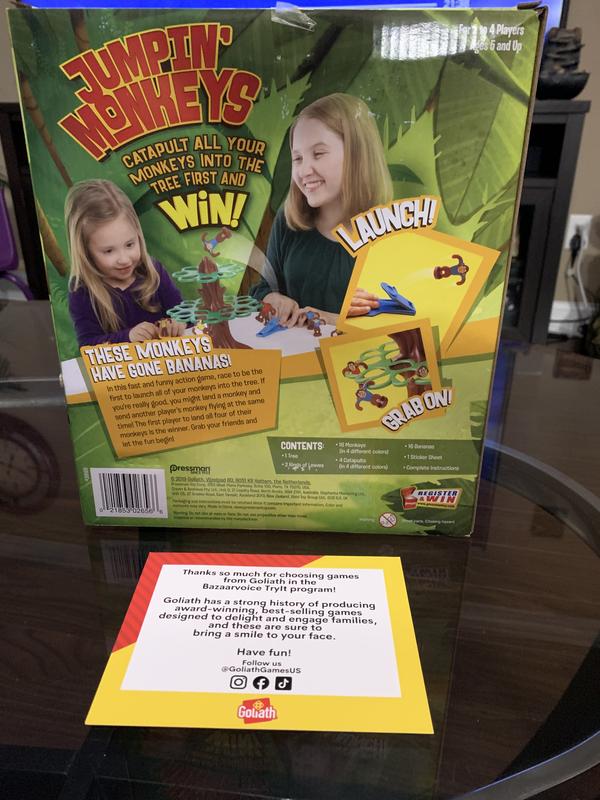 JUMPIN'
MONKEYS
For 2 to 4 Players
Ages 5 and Up
CATAPULT ALL YOUR
MONKEYS INTO THE
TREE FIRST AND
WIN!
LAUNCH!
GRAB ON!
THESE MONKEYS
HAVE GONE BANANAS!
In this fast and funny action game, race to be the
first to launch all of your monkeys into the tree. If
you're really good, you might land a monkey and
send another player's monkey flying at the same
time! The first player to land all four of their
monkeys is the winner. Grab your friends and
let the fun begin!
CONTENTS:
• 1 Tree
• 2 Kinds of Leaves
• 16 Monkeys
(in 4 different colors)
• 4 Catapults
(in 4 different colors)
• 16 Bananas
• 1 Sticker Sheet
• Complete Instructions
Pressman
REGISTER
& WIN
0 21853 02656 6
Thanks so much for choosing games
from Goliath in the
Bazaarvoice TryIt program!
Goliath has a strong history of producing
award-winning, best-selling games
designed to delight and engage families,
and these are sure to
bring a smile to your face.
Have fun!
Follow us
@GoliathGamesUS
Goliath